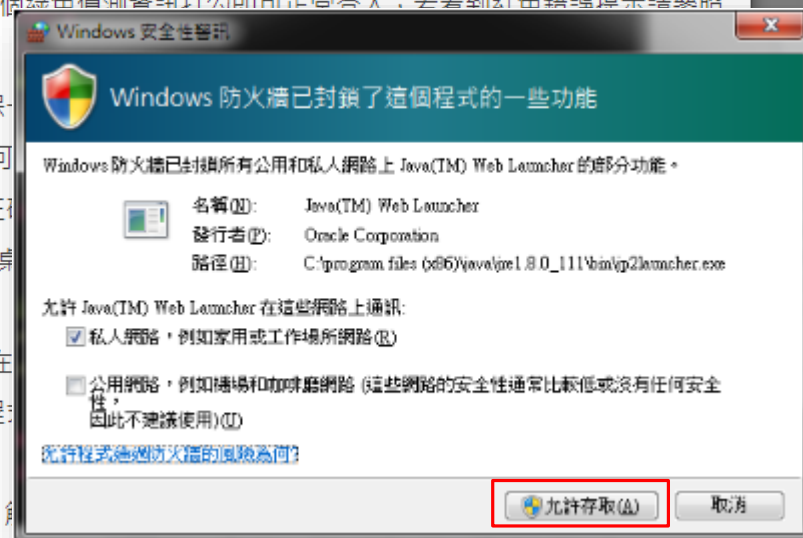 Windows 安全性警訊
Windows 防火牆已封鎖了這個程式的一些功能
Windows 防火牆已封鎖所有公用和私人網路上 Java(TM) Web Launcher 的部分功能。
名稱(N): Java(TM) Web Launcher
發行者(P): Oracle Corporation
路徑(H): C:\program files (x86)\java\jre1.8.0_111\bin\jp2launcher.exe
允許 Java(TM) Web Launcher 在這些網路上通訊:
私人網路，例如家用或工作場所網路(R)
公用網路，例如機場和咖啡廳網路 (這些網路的安全性通常比較低或沒有任何安全
性，
因此不建議使用)(U)
允許程式通過防火牆的風險為何?
允許存取(A)
取消